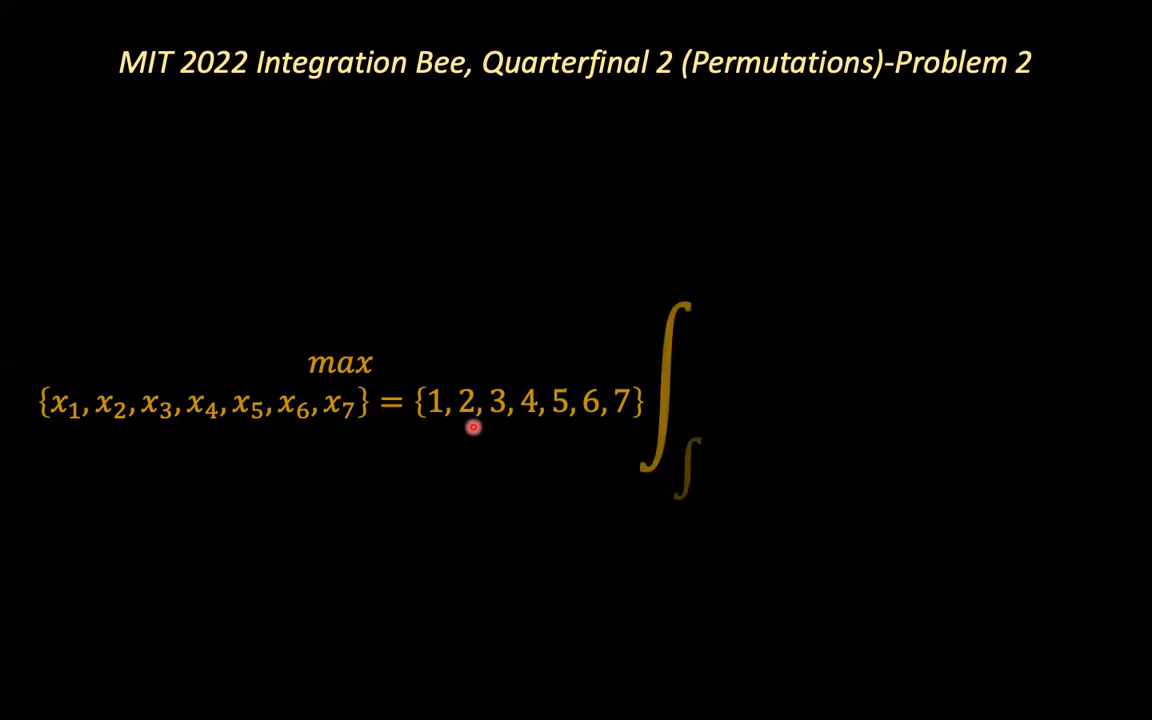 MIT 2022 Integration Bee, Quarterfinal 2 (Permutations)-Problem 2
max
{x₁, x₂, x₃, x₄, x₅, x₆, x₇} = {1, 2, 3, 4, 5, 6, 7} ∫
∫